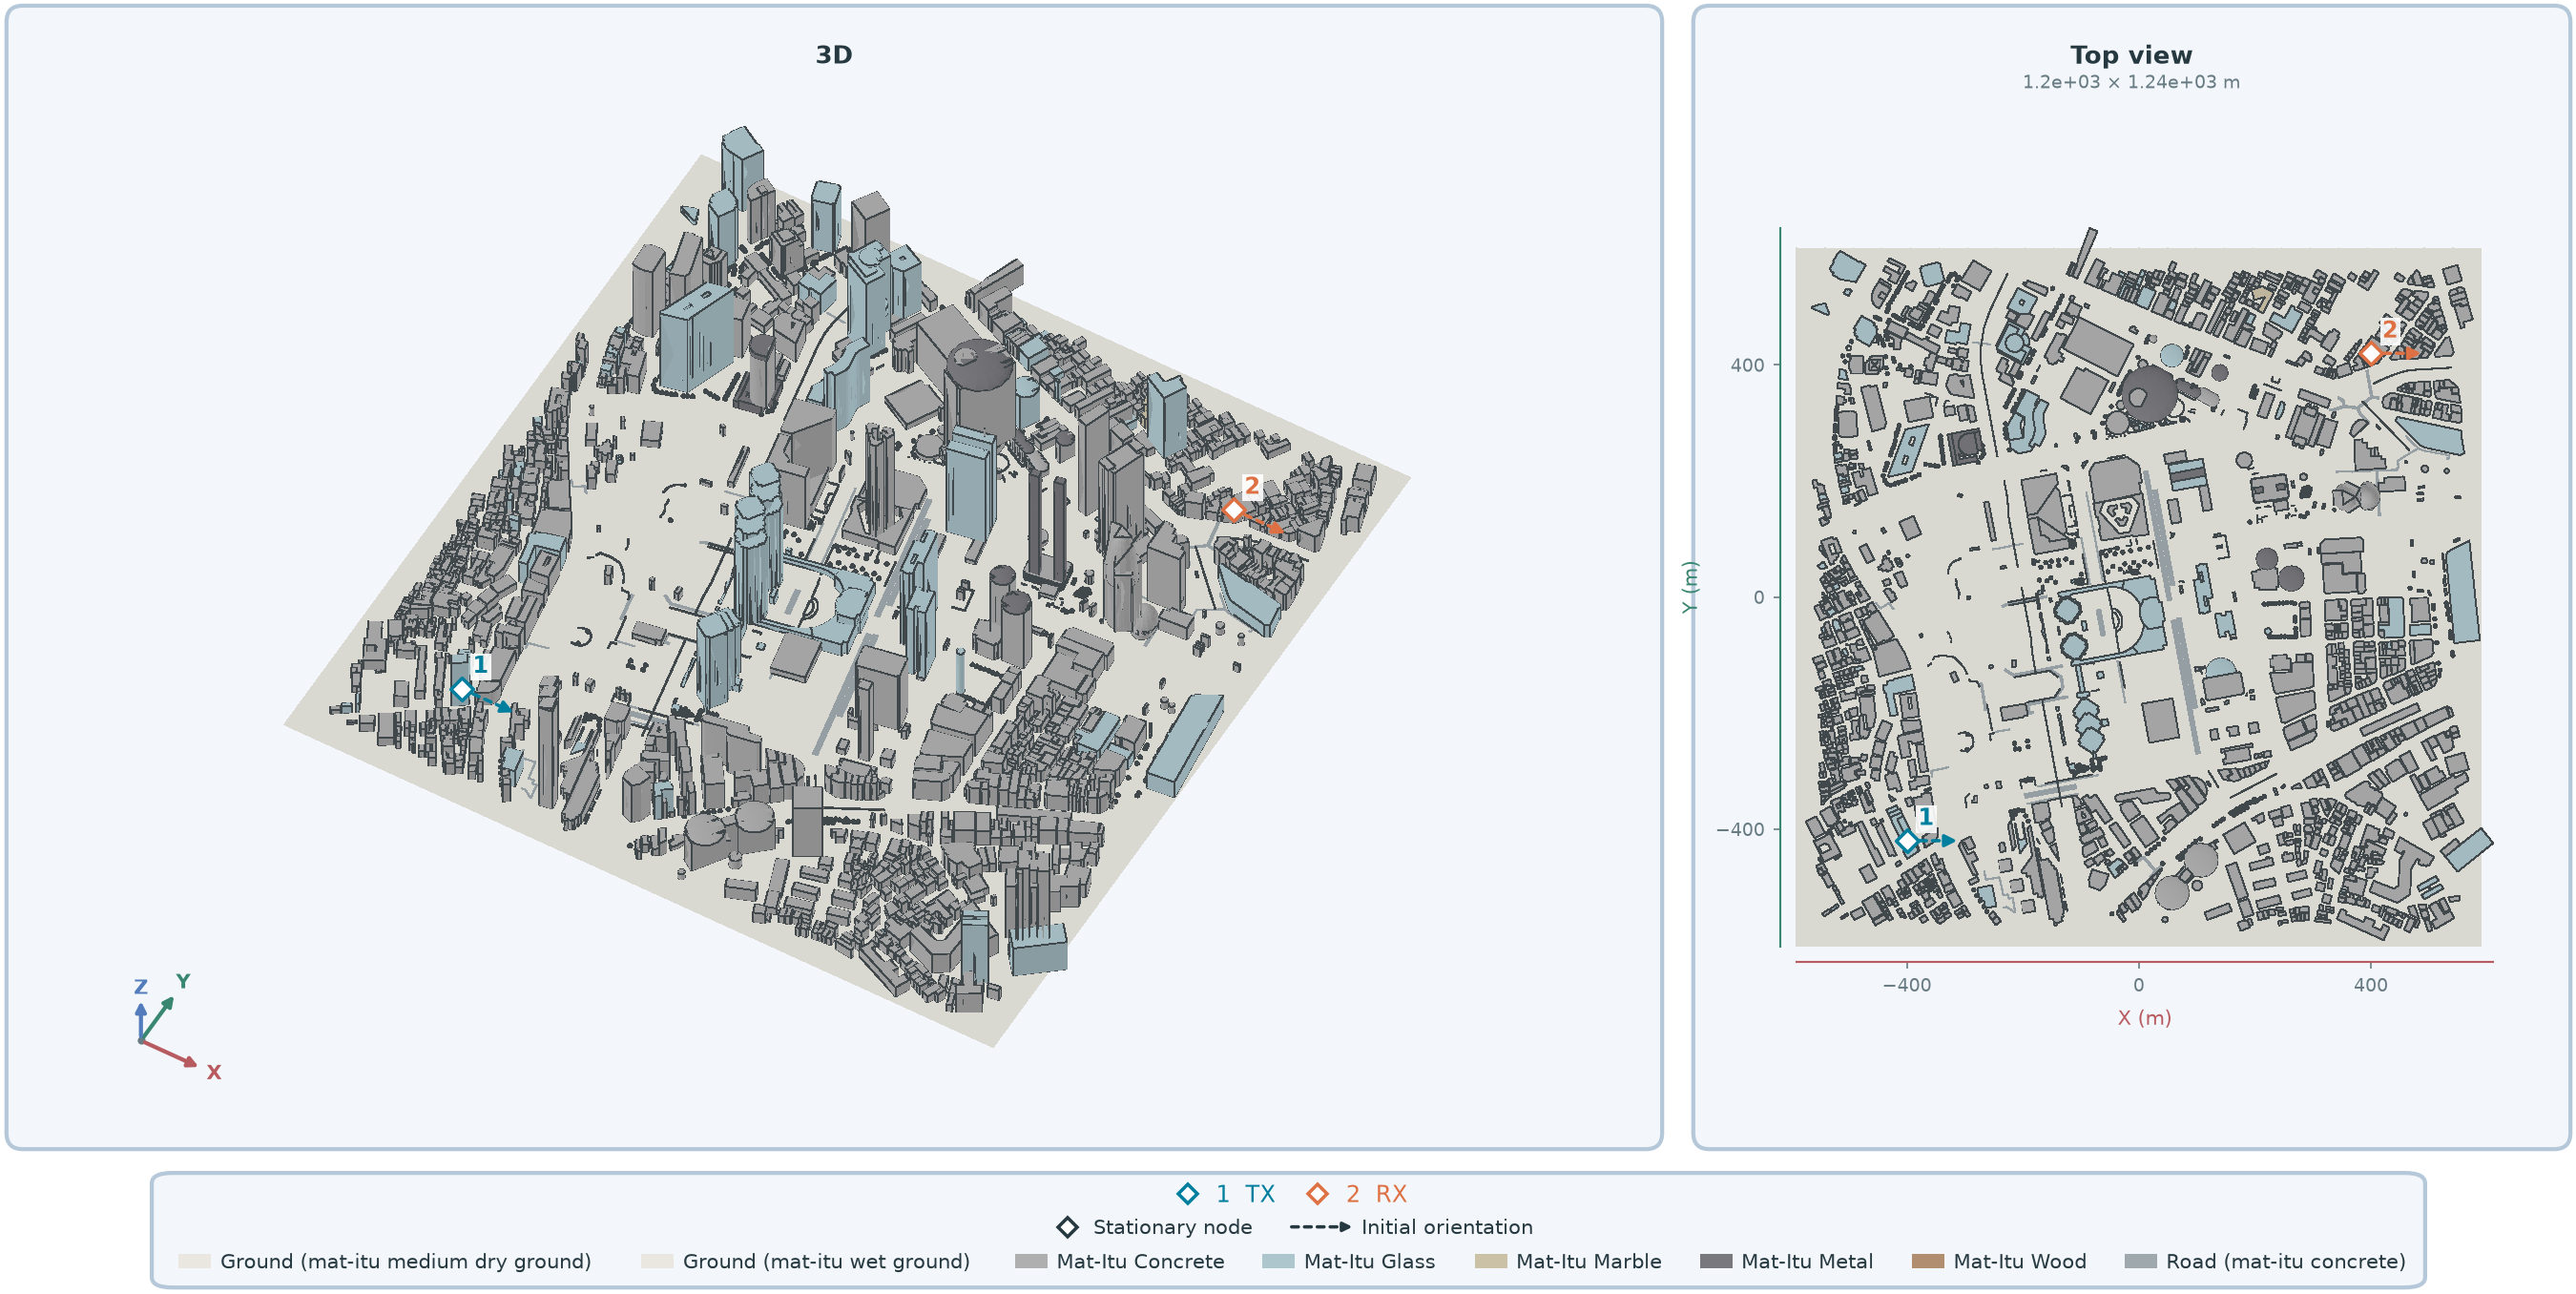 3D
1
2
Z
Y
X
Top view
1.2e+03 × 1.24e+03 m
2
400
Y (m)
0
1
−400
−400
0
400
X (m)
1 TX
2 RX
Stationary node
Initial orientation
Ground (mat-itu medium dry ground)
Ground (mat-itu wet ground)
Mat-Itu Concrete
Mat-Itu Glass
Mat-Itu Marble
Mat-Itu Metal
Mat-Itu Wood
Road (mat-itu concrete)